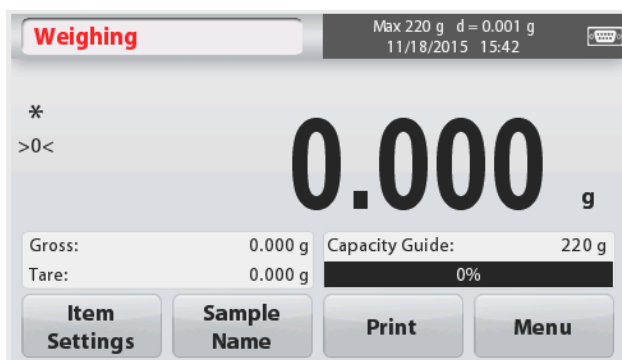 Weighing
Max 220 g d = 0.001 g
11/18/2015 15:42
*
>0<
0.000 g
Gross: 0.000 g
Tare: 0.000 g
Capacity Guide: 220 g
0%
Item
Settings
Sample
Name
Print
Menu